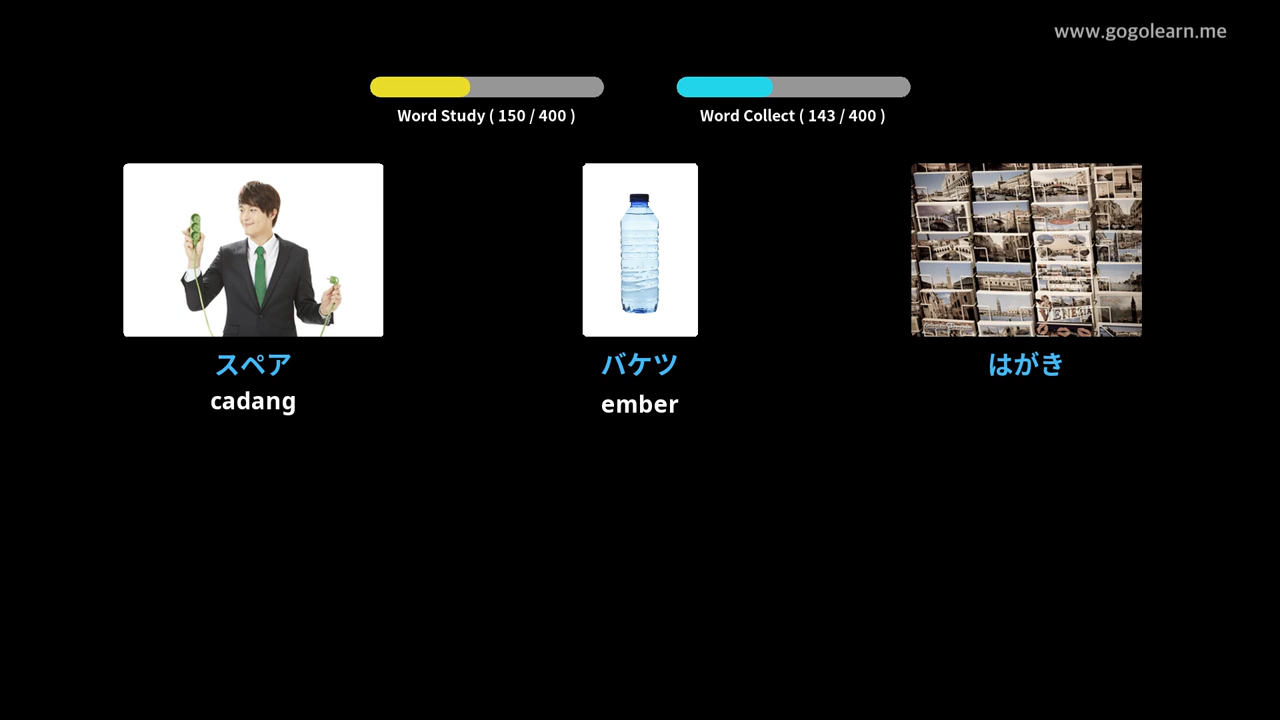 www.gogolearn.me
Word Study ( 150 / 400 )
Word Collect ( 143 / 400 )
スペア
バケツ
はがき
cadang
ember
VENEZIA